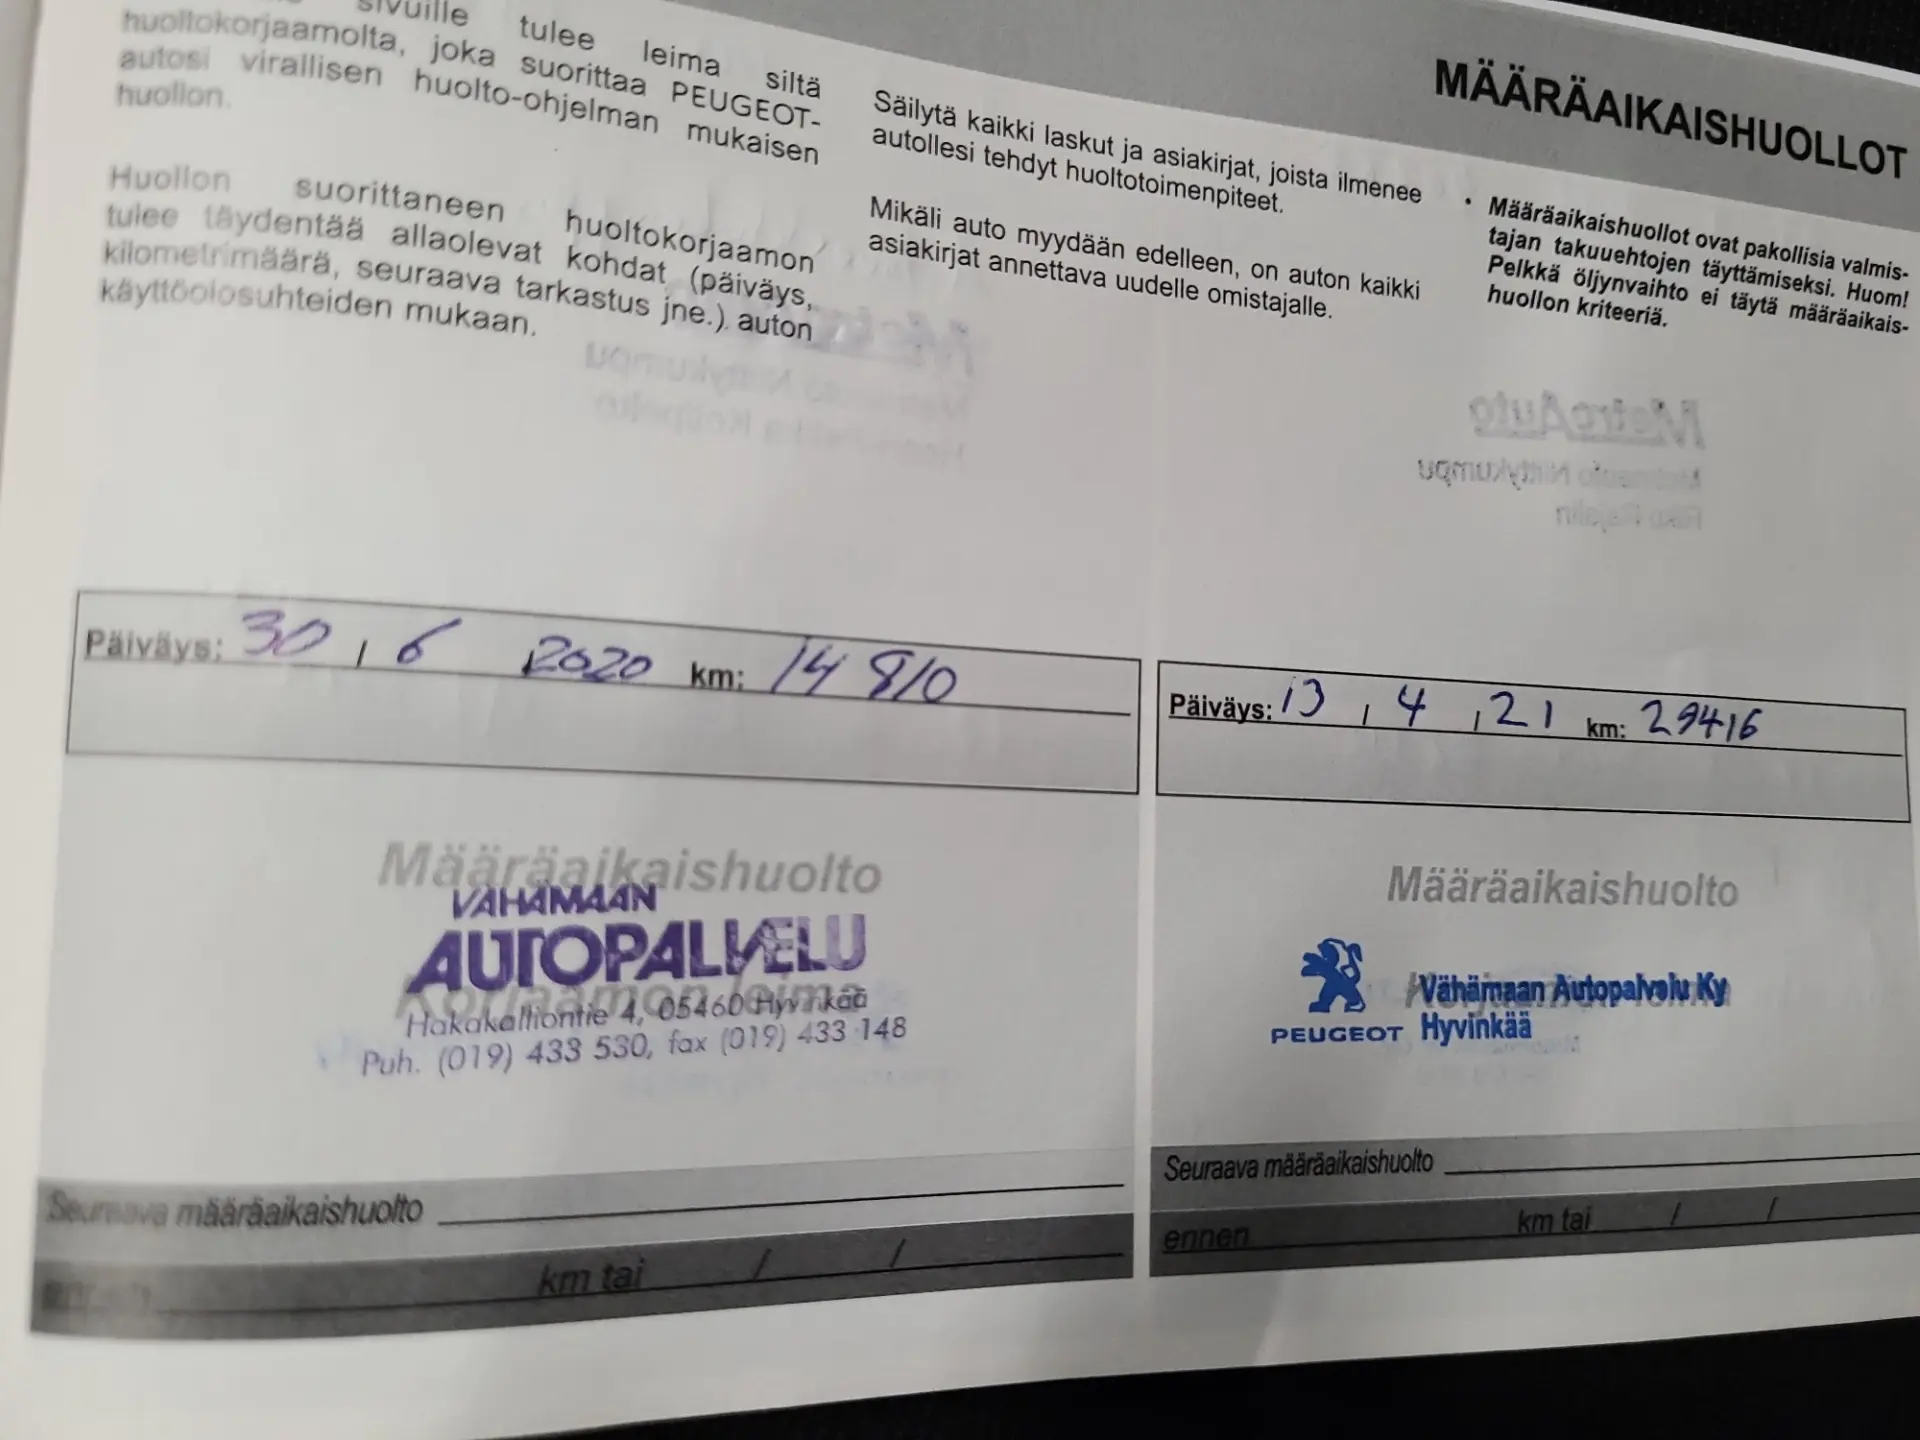 sivuille tulee leima siltä
huoltokorjaamolta, joka suorittaa PEUGEOT-
autosi virallisen huolto-ohjelman mukaisen
huollon.
Huollon suorittaneen huoltokorjaamon
tulee täydentää allaolevat kohdat (päiväys,
kilometrimäärä, seuraava tarkastus jne.) auton
käyttöolosuhteiden mukaan.
Säilytä kaikki laskut ja asiakirjat, joista ilmenee
autollesi tehdyt huoltotoimenpiteet.
Mikäli auto myydään edelleen, on auton kaikki
asiakirjat annettava uudelle omistajalle.
MÄÄRÄAIKAISHUOLLOT
• Määräaikaishuollot ovat pakollisia valmis-
tajan takuuehtojen täyttämiseksi. Huom!
Pelkkä öljynvaihto ei täytä määräaikais-
huollon kriteeriä.
MetroAuto
Metroauto Niittykumpu
Päiväys: 30 / 6 2020 km: 14 810
Määräaikaishuolto
Korjaamon leima
VÄHÄMAAN
AUTOPALVELU
Hakakalliontie 4, 05460 Hyvinkää
Puh. (019) 433 530, fax (019) 433 148
Seuraava määräaikaishuolto
ennen km tai / /
Päiväys: 13 / 4 / 21 km: 29416
Määräaikaishuolto
PEUGEOT
Vähämaan Autopalvelu Ky
Hyvinkää
Seuraava määräaikaishuolto
ennen km tai / /